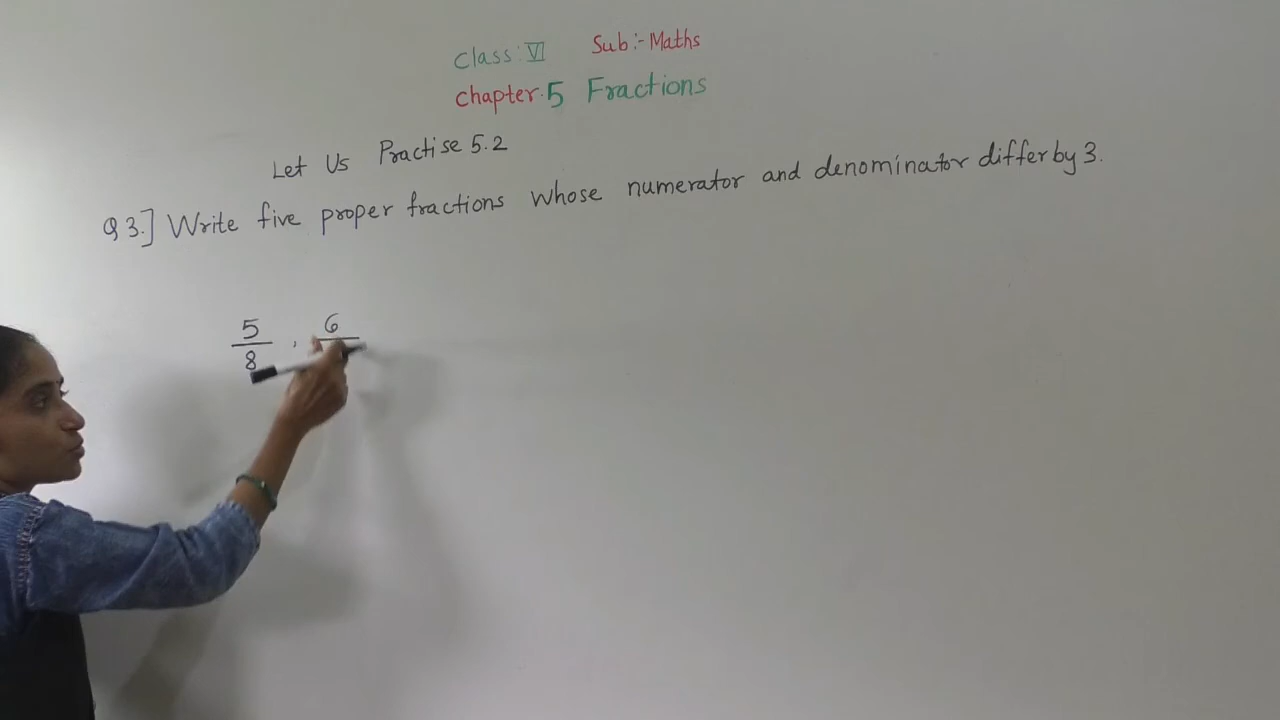 Class: VI Sub:- Maths
Chapter. 5 Fractions
Let Us Practise 5.2
Q 3.] Write five proper fractions whose numerator and denominator differ by 3.
5/8 , 6/